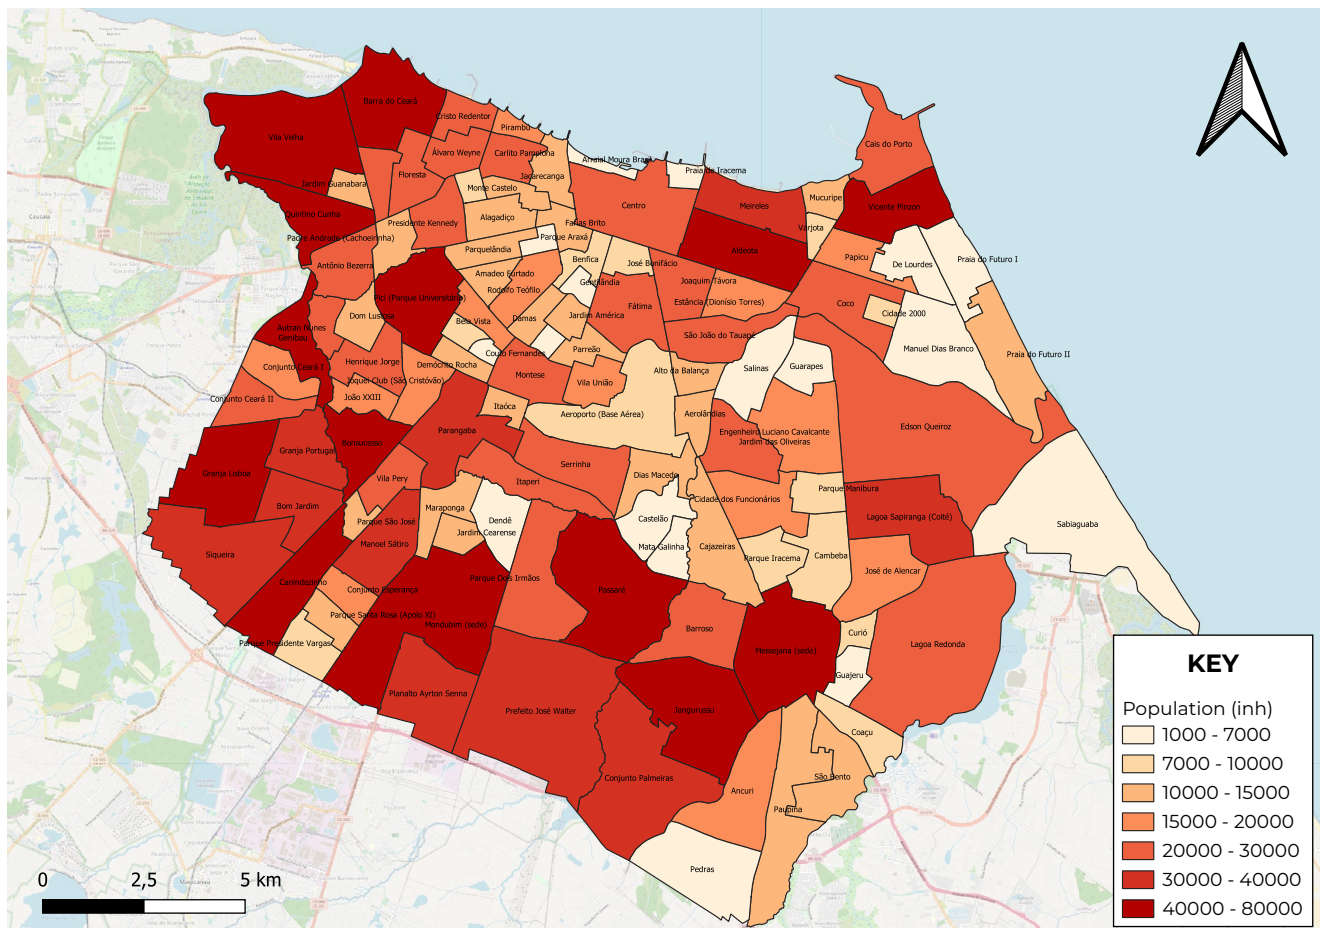 Barra do Ceará
Vila Velha
Cristo Redentor
Pirambu
Cais do Porto
Álvaro Weyne
Carlito Pamplona
Arraial Moura Brasil
Praia de Iracema
Floresta
Jacarecanga
Jardim Guanabara
Monte Castelo
Mucuripe
Meireles
Centro
Vicente Pinzon
Quintino Cunha
Alagadiço
Presidente Kennedy
Farias Brito
Varjota
Padre Andrade (Cachoeirinha)
Parque Araxá
Parquelândia
Aldeota
Papicu
Benfica
José Bonifácio
De Lourdes
Praia do Futuro I
Antônio Bezerra
Amadeo Furtado
Gentilândia
Joaquim Távora
Rodolfo Teófilo
Pici (Parque Universitário)
Estância (Dionísio Torres)
Coco
Fátima
Dom Lustosa
Bela Vista
Damas
Jardim América
Cidade 2000
Autran Nunes
Genibau
São João do Tauapé
Manuel Dias Branco
Praia do Futuro II
Couto Fernandes
Parreão
Henrique Jorge
Demócrito Rocha
Conjunto Ceará I
Salinas
Guarapes
Alto da Balança
Montese
Jóquei Club (São Cristóvão)
Vila União
Conjunto Ceará II
João XXIII
Itaóca
Aeroporto (Base Aérea)
Aerolândias
Edson Queiroz
Parangaba
Engenheiro Luciano Cavalcante
Jardim das Oliveiras
Bonsucesso
Granja Portugal
Serrinha
Granja Lisboa
Vila Pery
Itaperi
Dias Macedo
Parque Manibura
Cidade dos Funcionários
Bom Jardim
Maraponga
Lagoa Sapiranga (Coité)
Parque São José
Dendê
Castelão
Sabiaguaba
Jardim Cearense
Manoel Sátiro
Mata Galinha
Cajazeiras
Siqueira
Parque Iracema
Cambeba
José de Alencar
Canindezinho
Parque Dois Irmãos
Conjunto Esperança
Passaré
Parque Santa Rosa (Apolo XI)
Mondubim (sede)
Barroso
Curió
Parque Presidente Vargas
Messejana (sede)
Lagoa Redonda
Guajeru
Planalto Ayrton Senna
Prefeito José Walter
Jangurussu
Coaçu
Conjunto Palmeiras
São Bento
Ancuri
Paupina
Pedras
KEY
Population (inh)
1000 - 7000
7000 - 10000
10000 - 15000
15000 - 20000
20000 - 30000
30000 - 40000
40000 - 80000
0 2,5 5 km